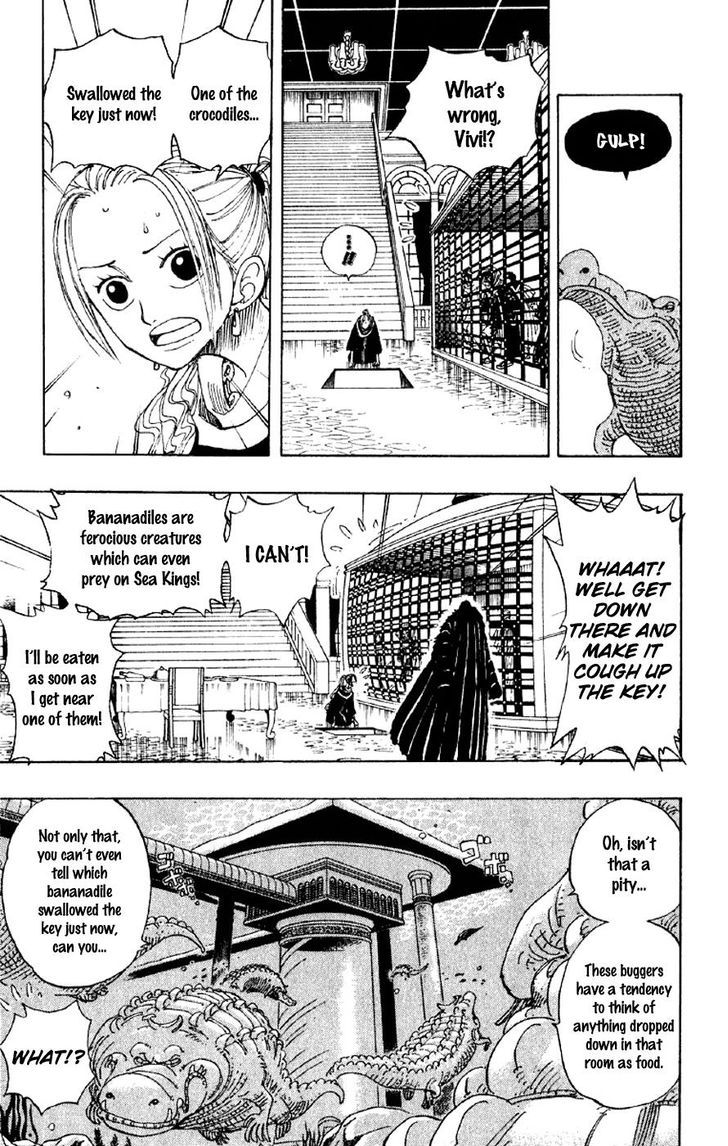 GULP!
What's
wrong,
Vivi!?
...!!
One of the
crocodiles...
Swallowed the
key just now!
WHAAAT!
WELL GET
DOWN
THERE AND
MAKE IT
COUGH UP
THE KEY!
I CAN'T!
Bananadiles are
ferocious creatures
which can even
prey on Sea Kings!
I'll be eaten
as soon as
I get near
one of them!
Oh, isn't
that a
pity...
These buggers
have a tendency
to think of
anything dropped
down in that
room as food.
Not only that,
you can't even
tell which
bananadile
swallowed the
key just now,
can you...
WHAT!?